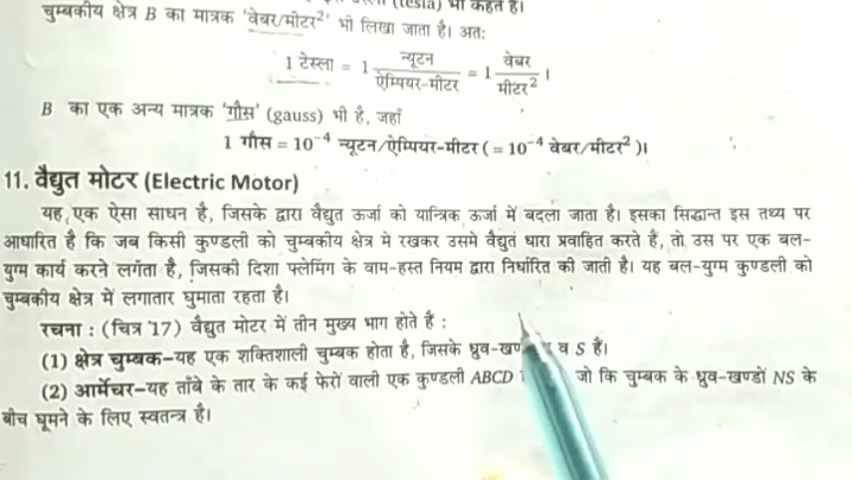 (tesla) भी कहते हैं।
चुम्बकीय क्षेत्र B का मात्रक 'वेबर/मीटर²' भी लिखा जाता है। अतः
1 टेस्ला = 1 न्यूटन/ऐम्पियर-मीटर = 1 वेबर/मीटर² ।
B का एक अन्य मात्रक 'गौस' (gauss) भी है, जहाँ
1 गौस = 10⁻⁴ न्यूटन/ऐम्पियर-मीटर (= 10⁻⁴ वेबर/मीटर²)।
11. वैद्युत मोटर (Electric Motor)
यह एक ऐसा साधन है, जिसके द्वारा वैद्युत ऊर्जा को यान्त्रिक ऊर्जा में बदला जाता है। इसका सिद्धान्त इस तथ्य पर
आधारित है कि जब किसी कुण्डली को चुम्बकीय क्षेत्र मे रखकर उसमे वैद्युत धारा प्रवाहित करते हैं, तो उस पर एक बल-
युग्म कार्य करने लगता है, जिसकी दिशा फ्लेमिंग के वाम-हस्त नियम द्वारा निर्धारित की जाती है। यह बल-युग्म कुण्डली को
चुम्बकीय क्षेत्र में लगातार घुमाता रहता है।
रचना : (चित्र 17) वैद्युत मोटर में तीन मुख्य भाग होते हैं :
(1) क्षेत्र चुम्बक-यह एक शक्तिशाली चुम्बक होता है, जिसके ध्रुव-खण व S हैं।
(2) आर्मेचर-यह ताँबे के तार के कई फेरों वाली एक कुण्डली ABCD जो कि चुम्बक के ध्रुव-खण्डों NS के
बीच घूमने के लिए स्वतन्त्र है।